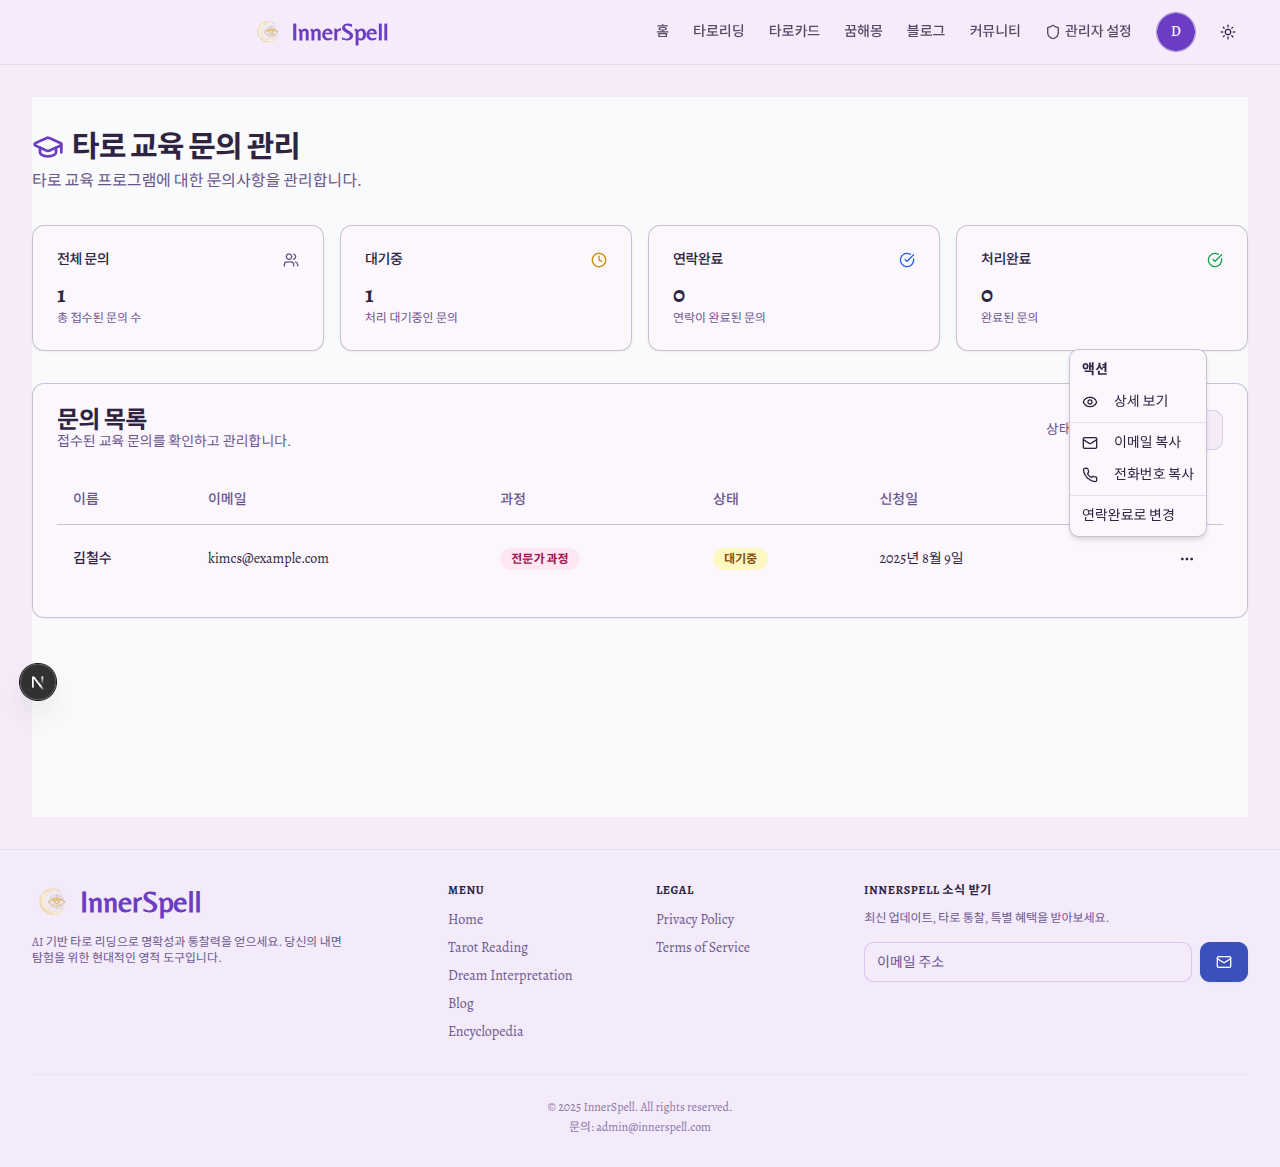 InnerSpell
홈 타로리딩 타로카드 꿈해몽 블로그 커뮤니티 관리자 설정 D
타로 교육 문의 관리
타로 교육 프로그램에 대한 문의사항을 관리합니다.
전체 문의
1
총 접수된 문의 수
대기중
1
처리 대기중인 문의
연락완료
0
연락이 완료된 문의
처리완료
0
완료된 문의
액션
상세 보기
이메일 복사
전화번호 복사
연락완료로 변경
문의 목록
접수된 교육 문의를 확인하고 관리합니다.
상태
이름 이메일 과정 상태 신청일
김철수 kimcs@example.com 전문가 과정 대기중 2025년 8월 9일
N
InnerSpell
AI 기반 타로 리딩으로 명확성과 통찰력을 얻으세요. 당신의 내면
탐험을 위한 현대적인 영적 도구입니다.
MENU
Home
Tarot Reading
Dream Interpretation
Blog
Encyclopedia
LEGAL
Privacy Policy
Terms of Service
INNERSPELL 소식 받기
최신 업데이트, 타로 통찰, 특별 혜택을 받아보세요.
이메일 주소
© 2025 InnerSpell. All rights reserved.
문의: admin@innerspell.com